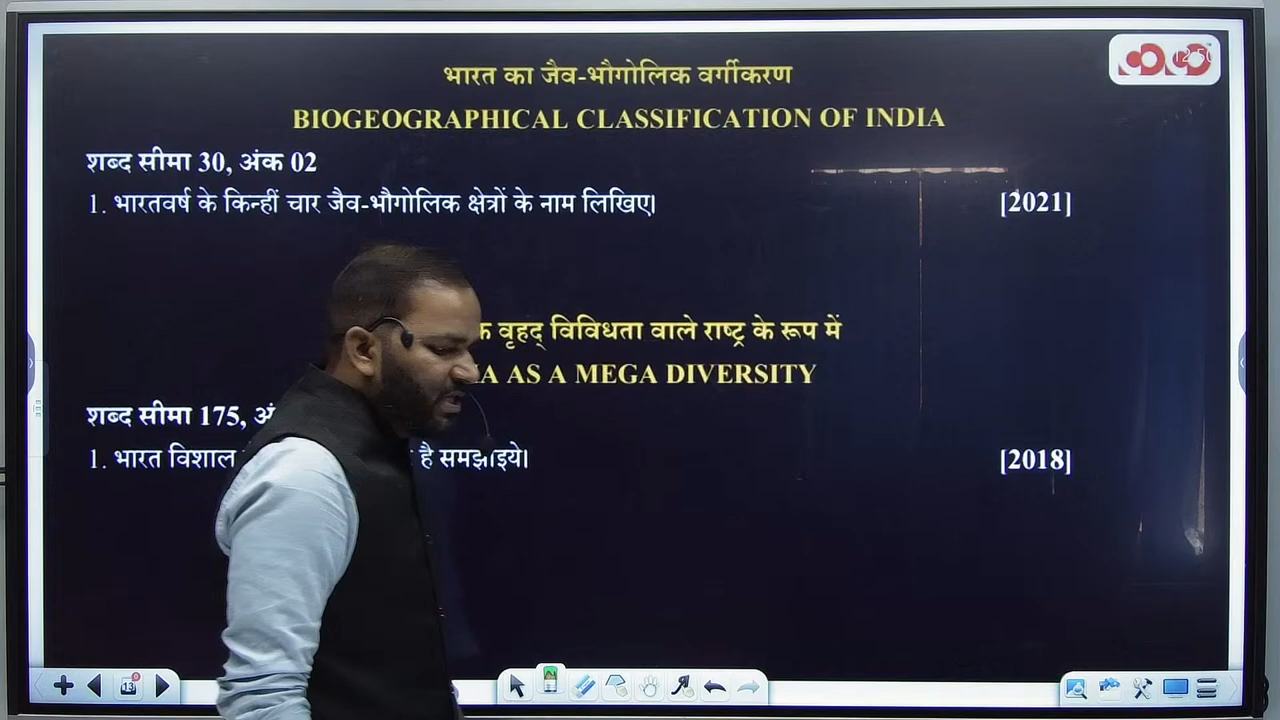 भारत का जैव-भौगोलिक वर्गीकरण
BIOGEOGRAPHICAL CLASSIFICATION OF INDIA
शब्द सीमा 30, अंक 02
1. भारतवर्ष के किन्हीं चार जैव-भौगोलिक क्षेत्रों के नाम लिखिए। [2021]
वृहद् विविधता वाले राष्ट्र के रूप में
AS A MEGA DIVERSITY
शब्द सीमा 175,
1. भारत विशाल है समझाइये। [2018]
13